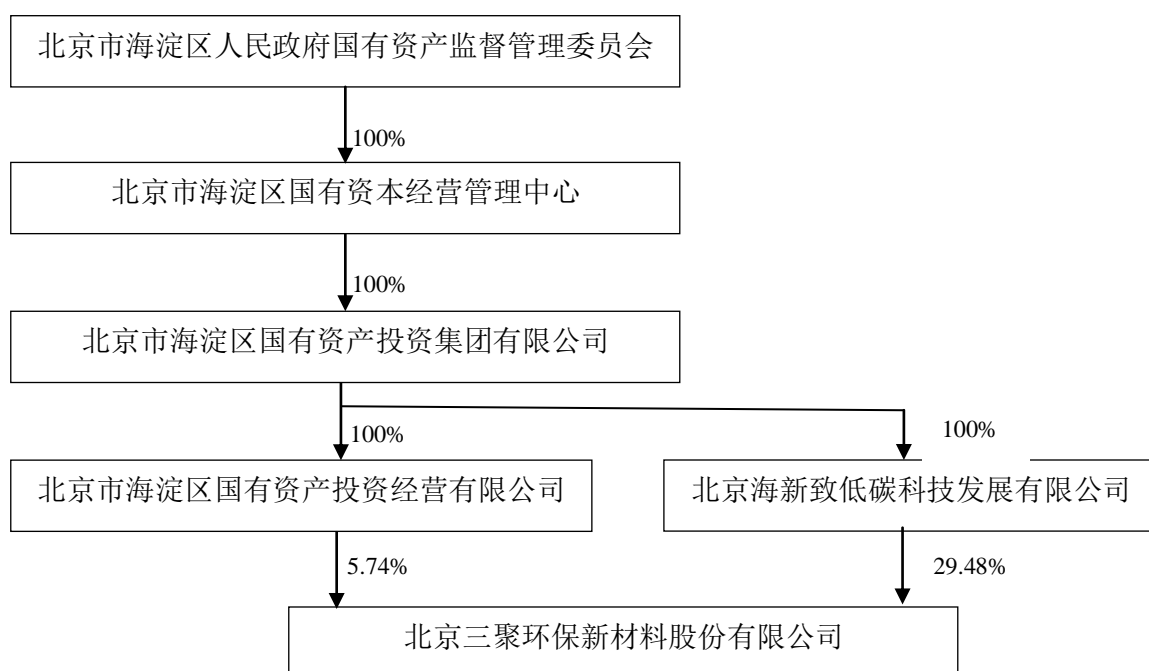 北京市海淀区人民政府国有资产监督管理委员会
100%
北京市海淀区国有资本经营管理中心
100%
北京市海淀区国有资产投资集团有限公司
100%
100%
北京市海淀区国有资产投资经营有限公司
北京海新致低碳科技发展有限公司
5.74%
29.48%
北京三聚环保新材料股份有限公司